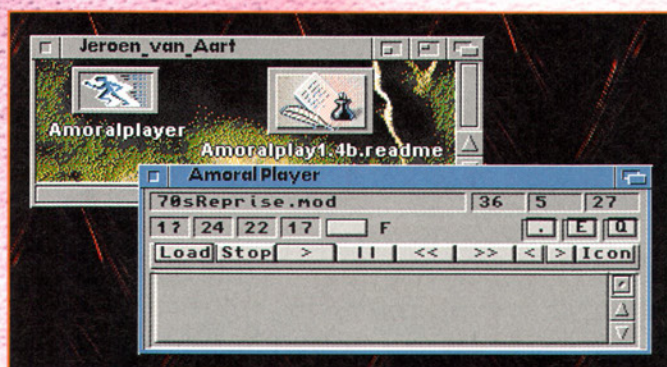 Jeroen_van_Aart
Amoralplayer
Amoralplay1.4b.readme
Amoral Player
70sReprise.mod 36 5 27
17 24 22 17 F . E Q
Load Stop > II << >> < > Icon